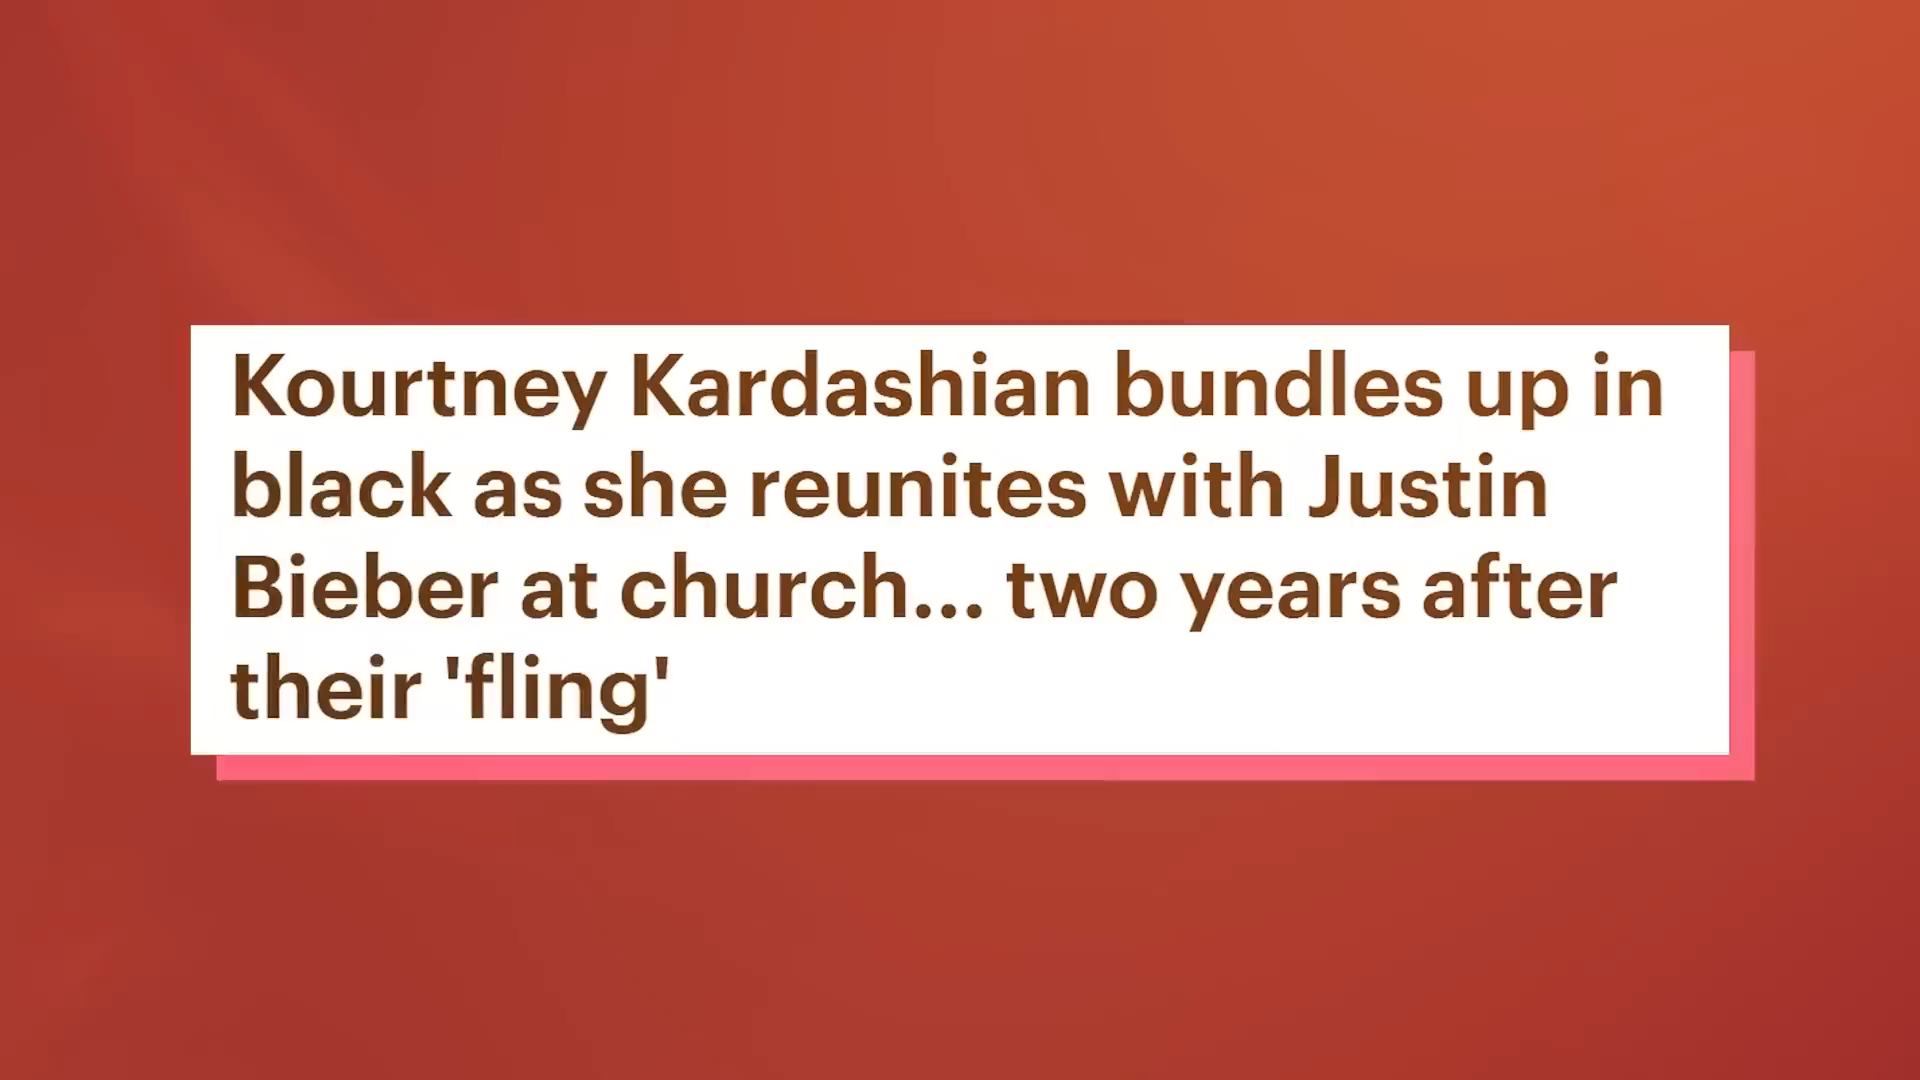 Kourtney Kardashian bundles up in
black as she reunites with Justin
Bieber at church... two years after
their 'fling'